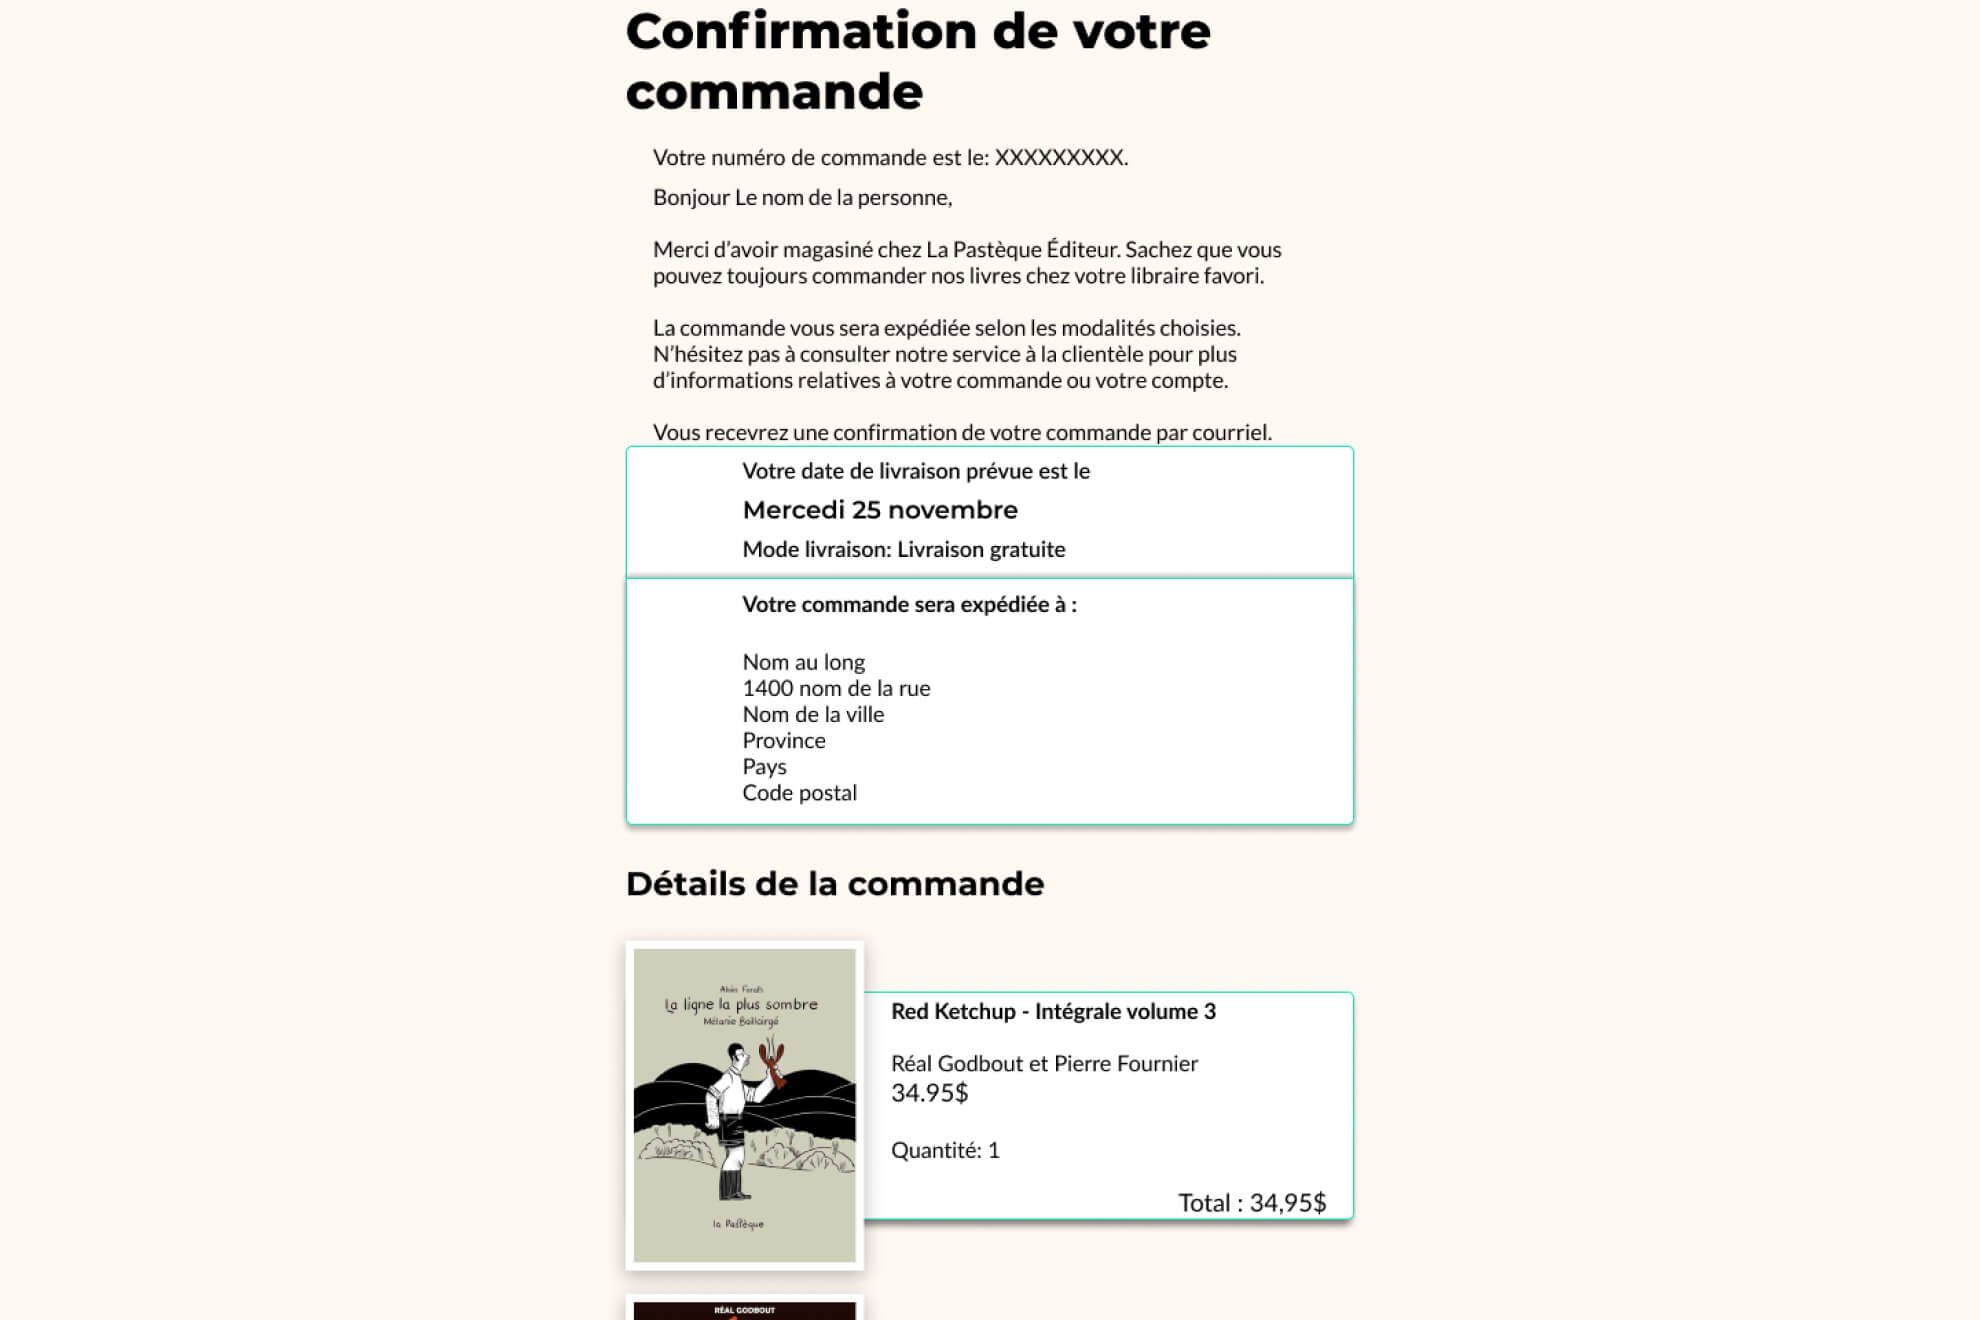 Confirmation de votre
commande
Votre numéro de commande est le: XXXXXXXXX.
Bonjour Le nom de la personne,
Merci d’avoir magasiné chez La Pastèque Éditeur. Sachez que vous
pouvez toujours commander nos livres chez votre libraire favori.
La commande vous sera expédiée selon les modalités choisies.
N’hésitez pas à consulter notre service à la clientèle pour plus
d’informations relatives à votre commande ou votre compte.
Vous recevrez une confirmation de votre commande par courriel.
Votre date de livraison prévue est le
Mercedi 25 novembre
Mode livraison: Livraison gratuite
Votre commande sera expédiée à :
Nom au long
1400 nom de la rue
Nom de la ville
Province
Pays
Code postal
Détails de la commande
La ligne la plus sombre
Mélanie Baillairgé
la Pastèque
Red Ketchup - Intégrale volume 3
Réal Godbout et Pierre Fournier
34.95$
Quantité: 1
Total : 34,95$
RÉAL GODBOUT